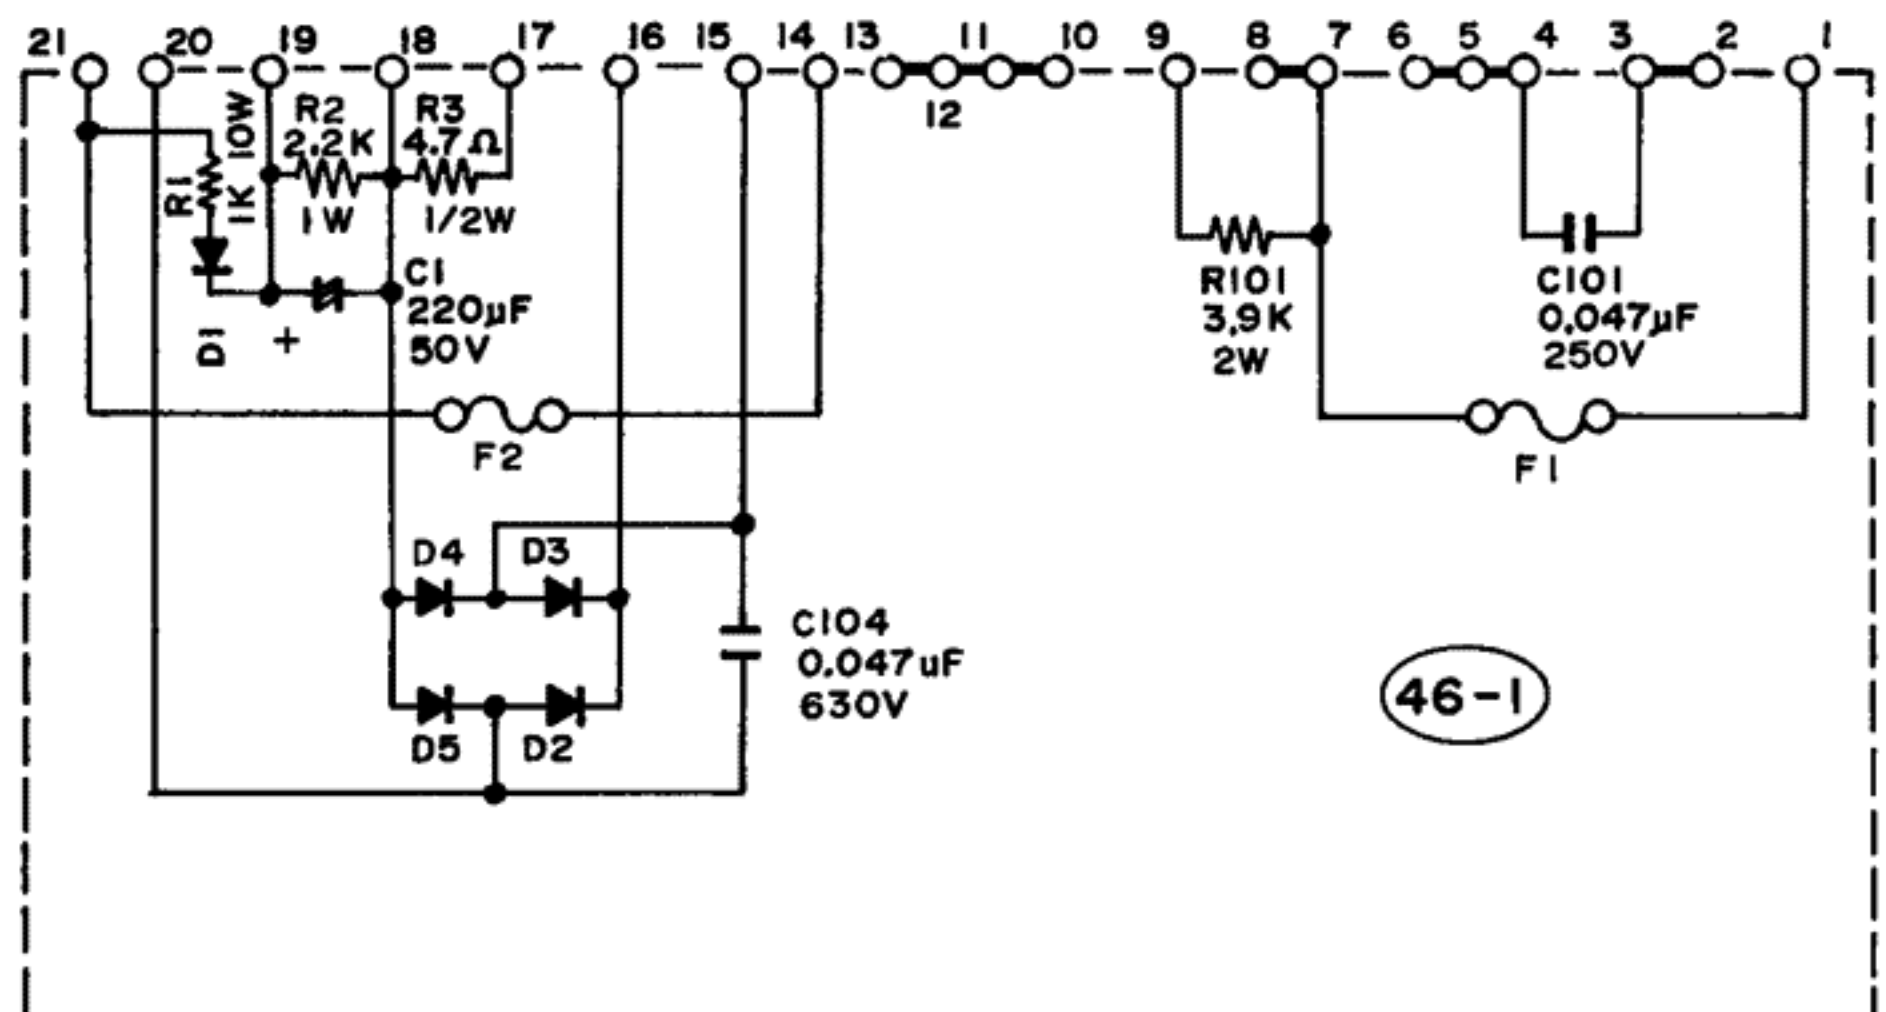 21 20 19 18 17 16 15 14 13 11 10 9 8 7 6 5 4 3 2 1
12
R1
1K 10W
R2
2.2K
1W
R3
4.7Ω
1/2W
D1
+
C1
220µF
50V
F2
R101
3.9K
2W
C101
0.047µF
250V
F1
D4 D3
D5 D2
C104
0.047uF
630V
46-1